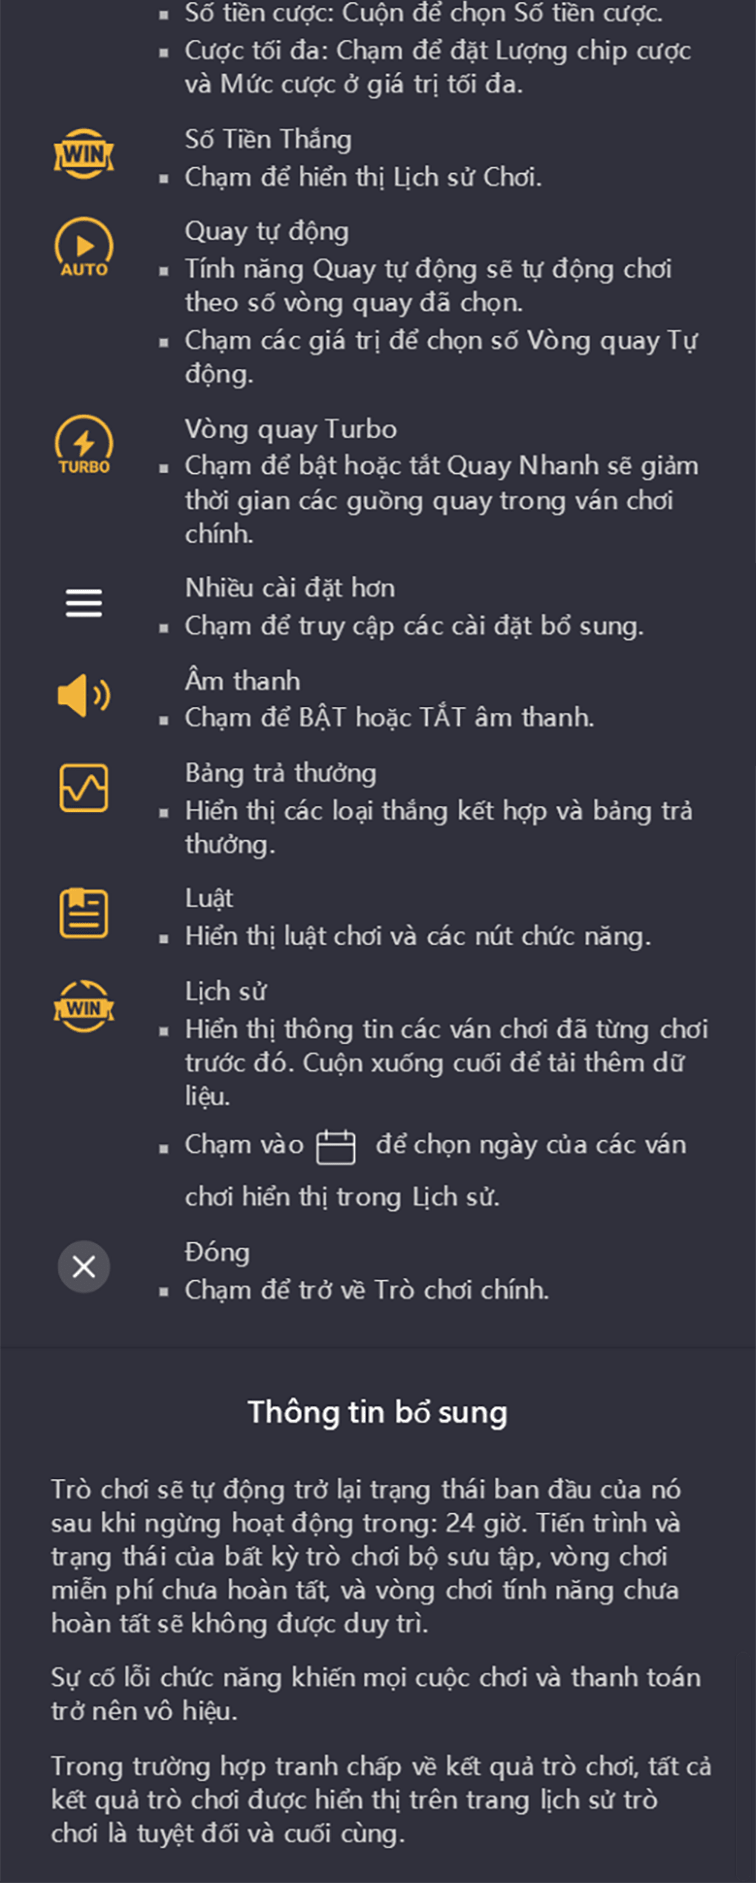 Số tiền cược: Cuộn để chọn Số tiền cược.
Cược tối đa: Chạm để đặt Lượng chip cược
và Mức cược ở giá trị tối đa.
WIN
Số Tiền Thắng
Chạm để hiển thị Lịch sử Chơi.
AUTO
Quay tự động
Tính năng Quay tự động sẽ tự động chơi
theo số vòng quay đã chọn.
Chạm các giá trị để chọn số Vòng quay Tự
động.
TURBO
Vòng quay Turbo
Chạm để bật hoặc tắt Quay Nhanh sẽ giảm
thời gian các guồng quay trong ván chơi
chính.
Nhiều cài đặt hơn
Chạm để truy cập các cài đặt bổ sung.
Âm thanh
Chạm để BẬT hoặc TẮT âm thanh.
Bảng trả thưởng
Hiển thị các loại thắng kết hợp và bảng trả
thưởng.
Luật
Hiển thị luật chơi và các nút chức năng.
WIN
Lịch sử
Hiển thị thông tin các ván chơi đã từng chơi
trước đó. Cuộn xuống cuối để tải thêm dữ
liệu.
Chạm vào để chọn ngày của các ván
chơi hiển thị trong Lịch sử.
Đóng
Chạm để trở về Trò chơi chính.
Thông tin bổ sung
Trò chơi sẽ tự động trở lại trạng thái ban đầu của nó
sau khi ngừng hoạt động trong: 24 giờ. Tiến trình và
trạng thái của bất kỳ trò chơi bộ sưu tập, vòng chơi
miễn phí chưa hoàn tất, và vòng chơi tính năng chưa
hoàn tất sẽ không được duy trì.
Sự cố lỗi chức năng khiến mọi cuộc chơi và thanh toán
trở nên vô hiệu.
Trong trường hợp tranh chấp về kết quả trò chơi, tất cả
kết quả trò chơi được hiển thị trên trang lịch sử trò
chơi là tuyệt đối và cuối cùng.